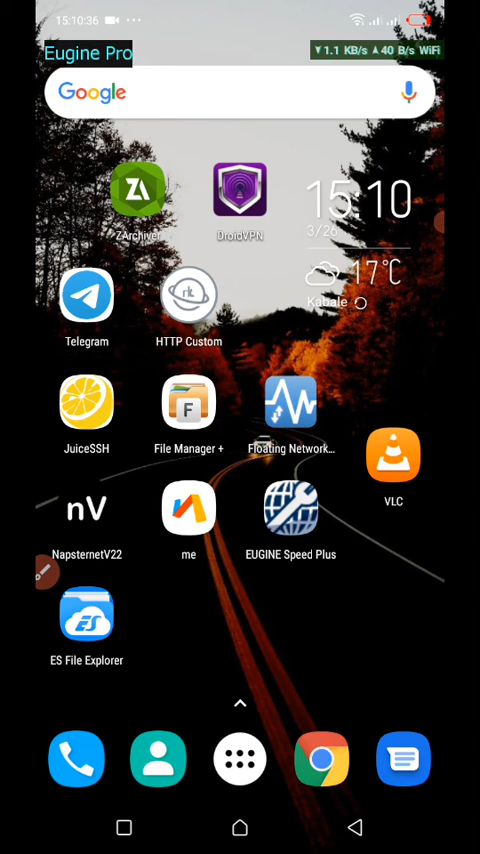 15:10:36
Eugine Pro
▼1.1 KB/s ▲40 B/s WiFi
Google
ZArchiver
DroidVPN
15:10
3/26
17°C
Kabale
Telegram
HTTP Custom
JuiceSSH
File Manager +
Floating Network...
VLC
nV
NapsternetV22
me
EUGINE Speed Plus
ES
ES File Explorer